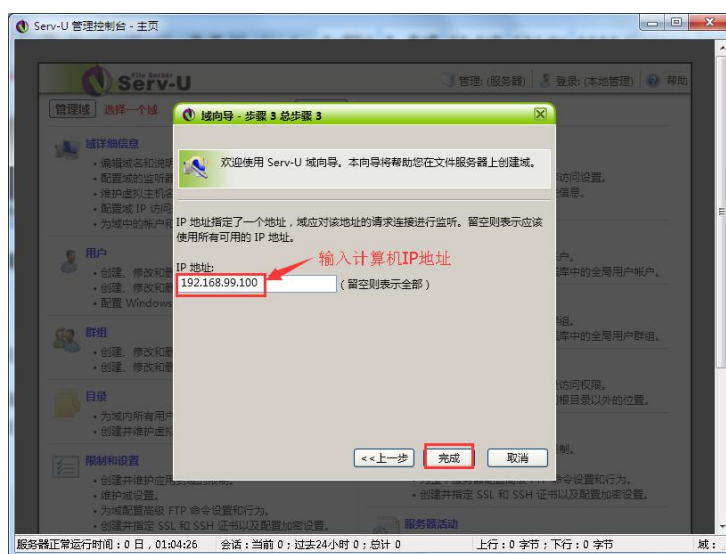 Serv-U 管理控制台 - 主页
File Server
Serv-U
管理: (服务器)
登录: (本地管理)
帮助
管理域
选择一个域
域详细信息
• 编辑域名和说明
• 配置域的监听器
• 维护虚拟主机名
• 配置域 IP 访问
• 为域中的帐户和
用户
• 创建、修改和删
• 创建、修改和删
• 配置 Windows
群组
• 创建、修改和删
• 创建、修改和删
目录
• 为域内所有用户
• 创建并维护虚拟
限制和设置
• 创建并维护应用
• 维护域设置。
• 为域配置高级 FTP 命令设置和行为。
• 创建并指定 SSL 和 SSH 证书以及配置加密设置。
访问设置。
信息。
户。
库中的全局用户帐户。
组。
库中的全局用户群组。
访问权限。
根目录以外的位置。
制。
命令设置和行为。
• 创建并指定 SSL 和 SSH 证书以及配置加密设置。
服务器活动
域向导 - 步骤 3 总步骤 3
欢迎使用 Serv-U 域向导。本向导将帮助您在文件服务器上创建域。
IP 地址指定了一个地址，域应对该地址的请求连接进行监听。留空则表示应该
使用所有可用的 IP 地址。
输入计算机IP地址
IP 地址:
192.168.99.100
(留空则表示全部)
<<上一步
完成
取消
服务器正常运行时间：0 日，01:04:26
会话：当前 0；过去24小时 0；总计 0
上行：0 字节；下行：0 字节
域：